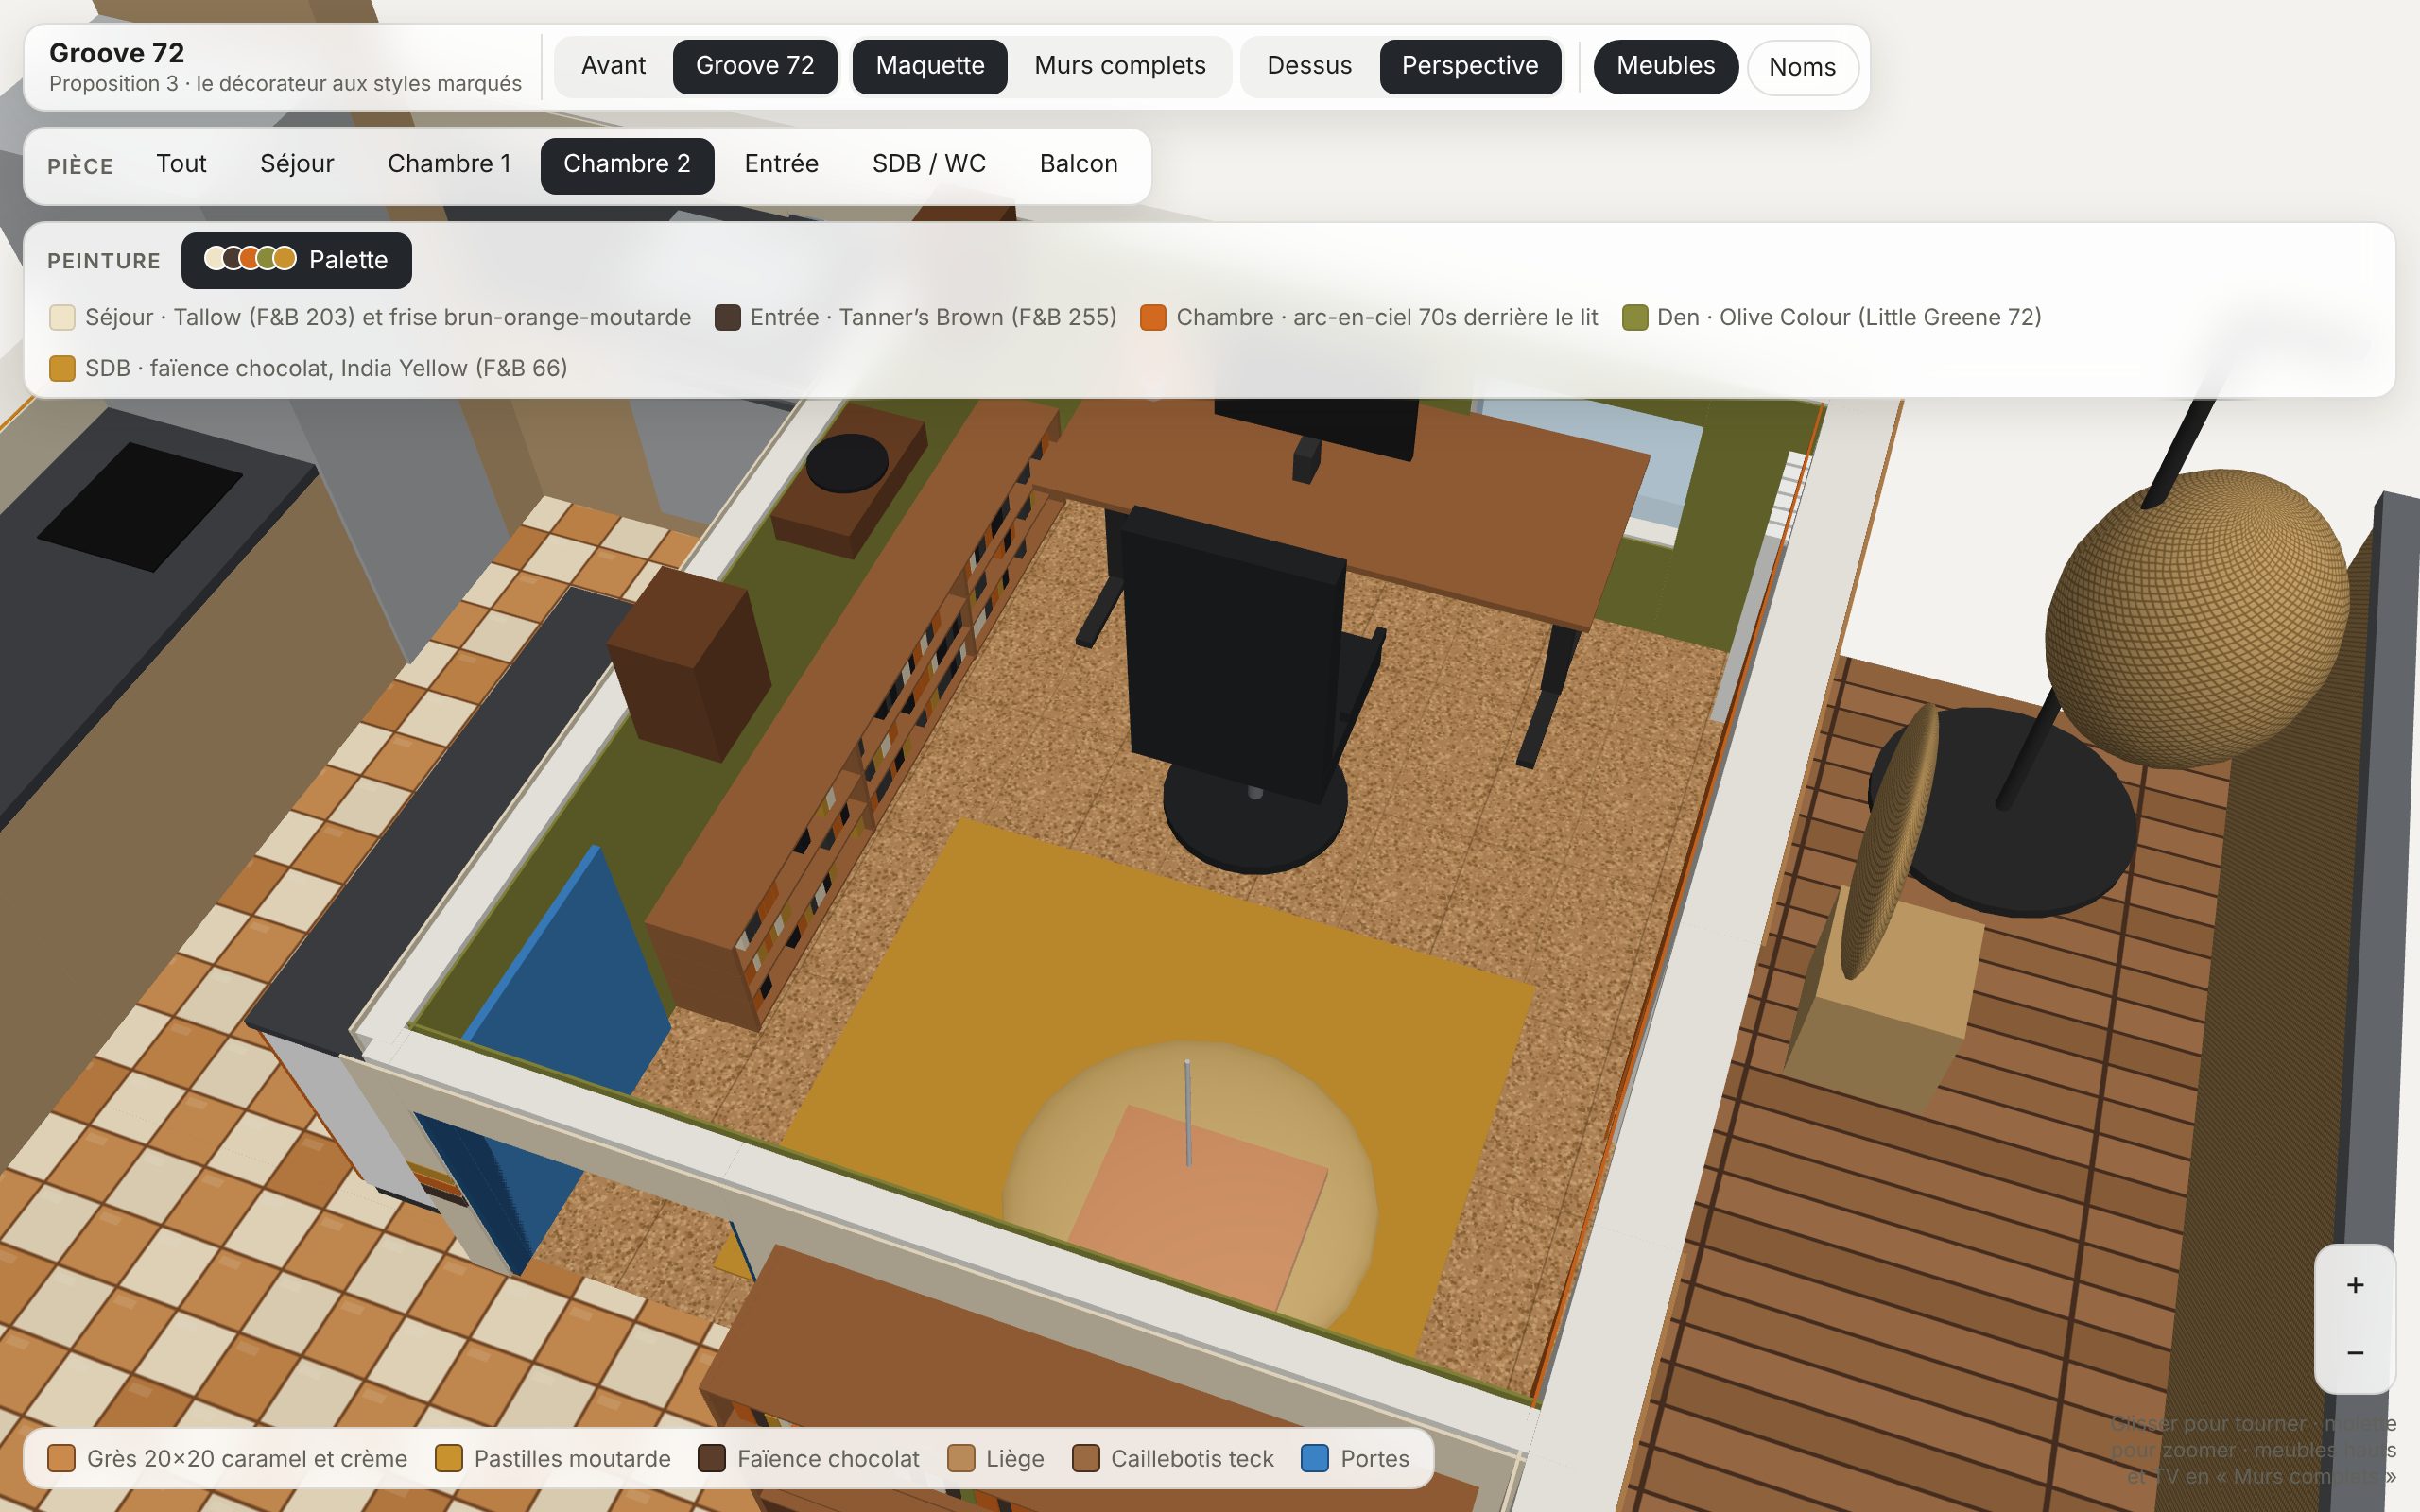 Groove 72
Proposition 3 · le décorateur aux styles marqués
Avant
Groove 72
Maquette
Murs complets
Dessus
Perspective
Meubles
Noms
PIÈCE
Tout
Séjour
Chambre 1
Chambre 2
Entrée
SDB / WC
Balcon
PEINTURE
Palette
Séjour · Tallow (F&B 203) et frise brun-orange-moutarde
Entrée · Tanner’s Brown (F&B 255)
Chambre · arc-en-ciel 70s derrière le lit
Den · Olive Colour (Little Greene 72)
SDB · faïence chocolat, India Yellow (F&B 66)
+
−
Glisser pour tourner · molette
pour zoomer · meubles hauts
et TV en « Murs complets »
Grès 20×20 caramel et crème
Pastilles moutarde
Faïence chocolat
Liège
Caillebotis teck
Portes